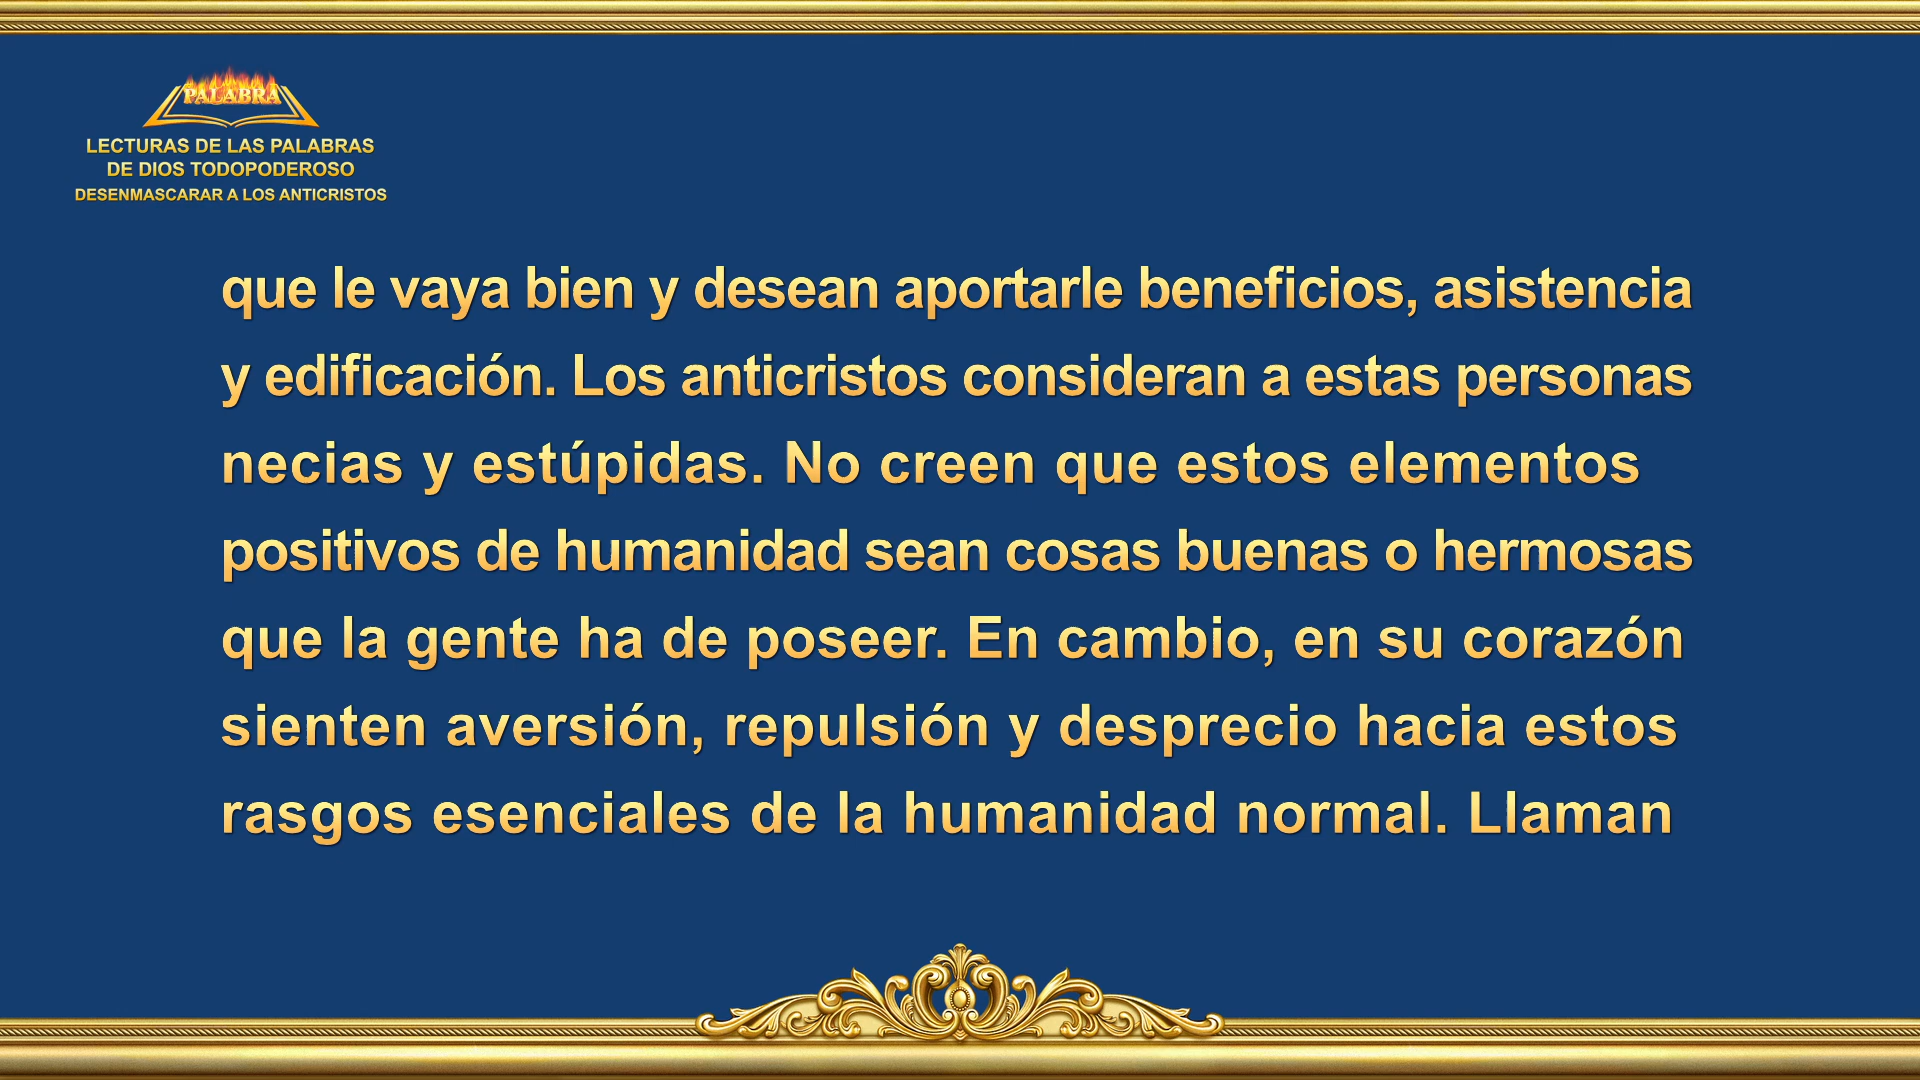 PALABRA
LECTURAS DE LAS PALABRAS
DE DIOS TODOPODEROSO
DESENMASCARAR A LOS ANTICRISTOS
que le vaya bien y desean aportarle beneficios, asistencia
y edificación. Los anticristos consideran a estas personas
necias y estúpidas. No creen que estos elementos
positivos de humanidad sean cosas buenas o hermosas
que la gente ha de poseer. En cambio, en su corazón
sienten aversión, repulsión y desprecio hacia estos
rasgos esenciales de la humanidad normal. Llaman